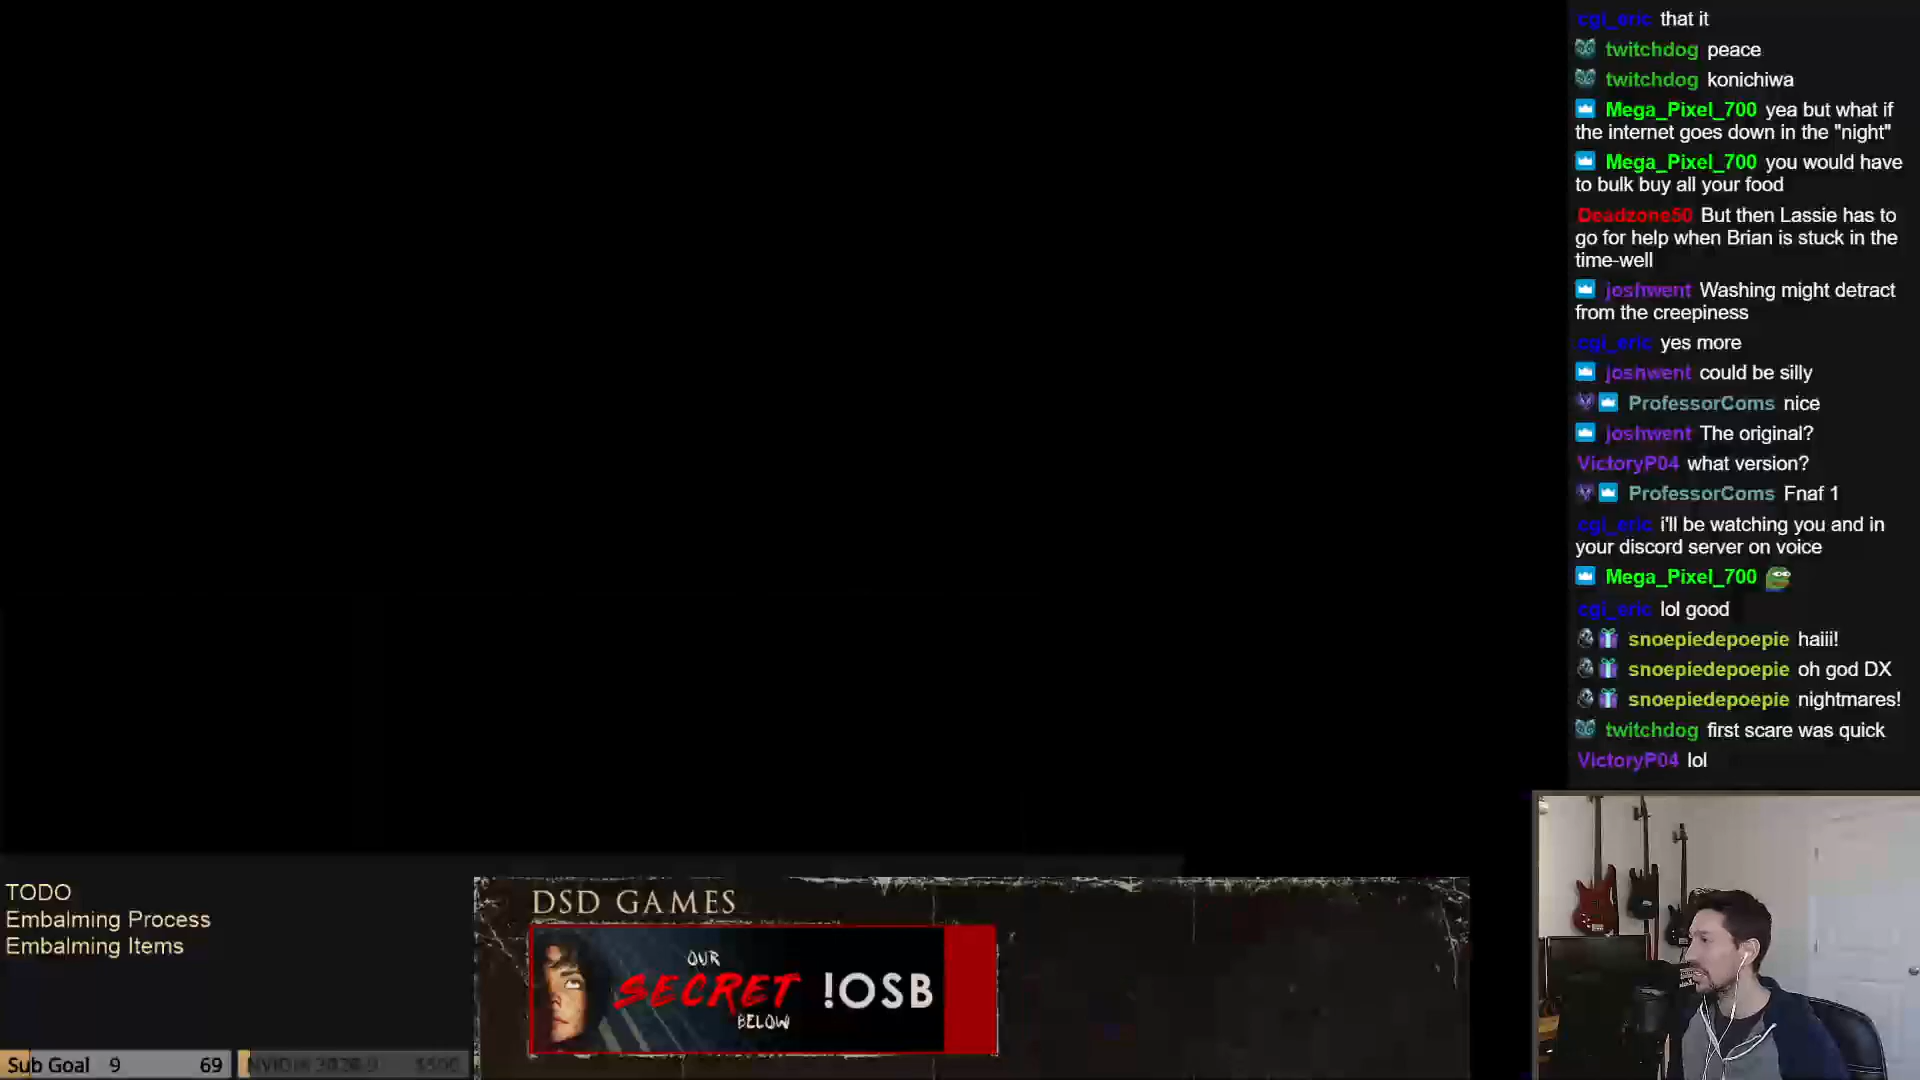 cgi_eric that it
twitchdog peace
twitchdog konichiwa
Mega_Pixel_700 yea but what if
the internet goes down in the "night"
Mega_Pixel_700 you would have
to bulk buy all your food
Deadzone50 But then Lassie has to
go for help when Brian is stuck in the
time-well
joshwent Washing might detract
from the creepiness
cgi_eric yes more
joshwent could be silly
ProfessorComs nice
joshwent The original?
VictoryP04 what version?
ProfessorComs Fnaf 1
cgi_eric i'll be watching you and in
your discord server on voice
Mega_Pixel_700
cgi_eric lol good
snoepiedepoepie haiii!
snoepiedepoepie oh god DX
snoepiedepoepie nightmares!
twitchdog first scare was quick
VictoryP04 lol
TODO
Embalming Process
Embalming Items
DSD GAMES
OUR
SECRET
BELOW
!OSB
Sub Goal 9 69
NVIDIA